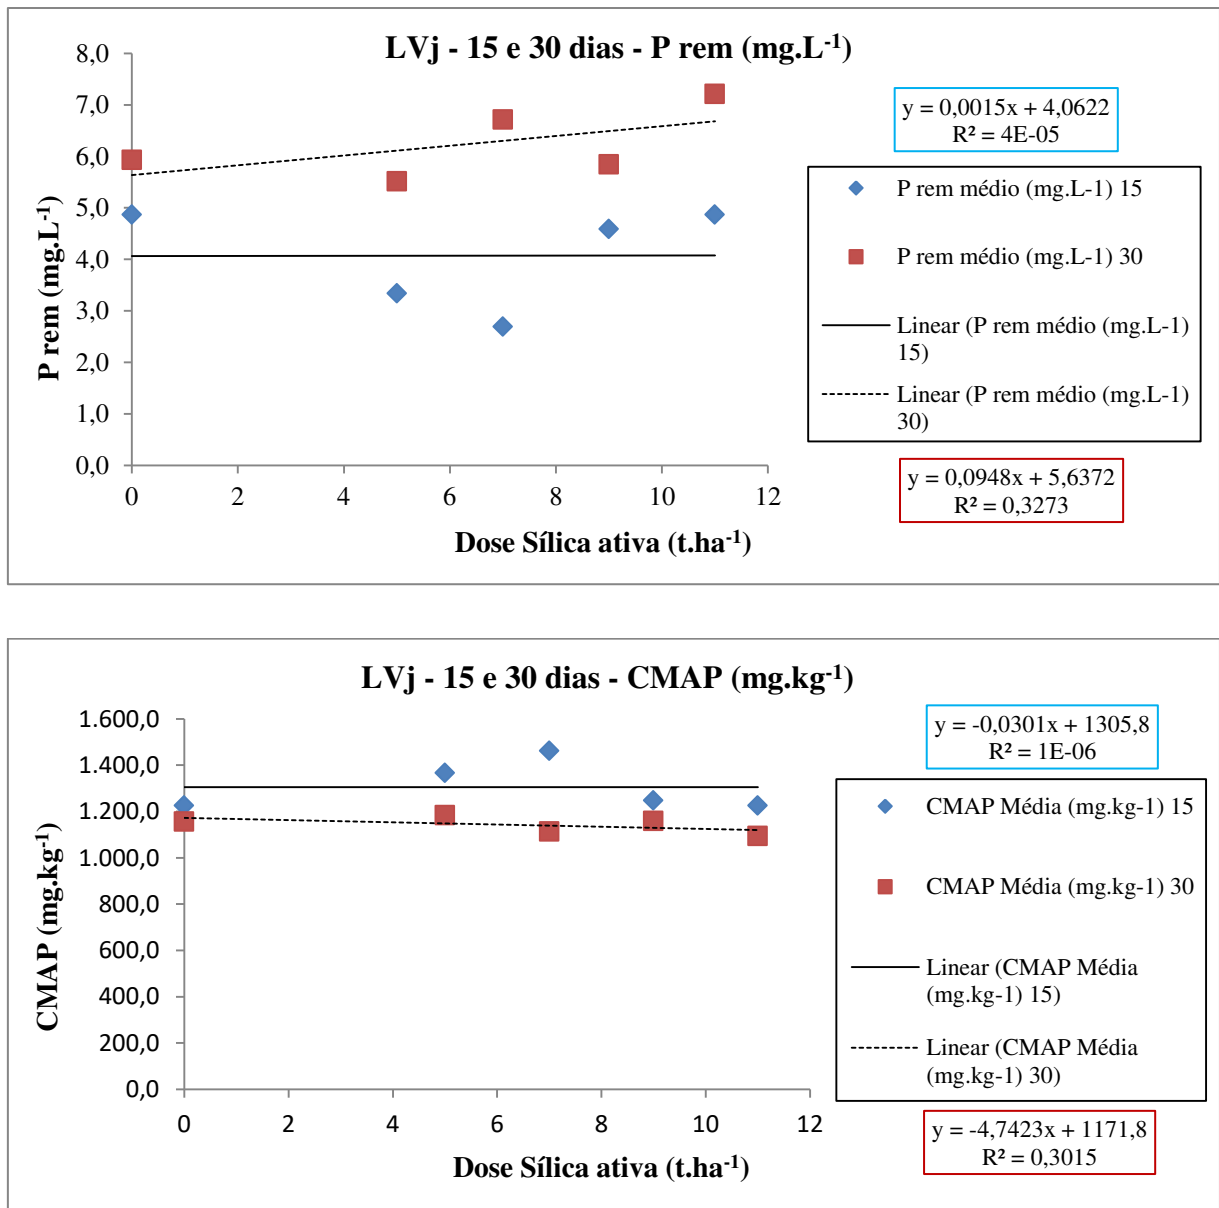 LVj - 15 e 30 dias - P rem (mg.L⁻¹)
8,0
7,0
6,0
5,0
4,0
3,0
2,0
1,0
0,0
P rem (mg.L⁻¹)
0 2 4 6 8 10 12
Dose Sílica ativa (t.ha⁻¹)
y = 0,0015x + 4,0622
R² = 4E-05
P rem médio (mg.L-1) 15
P rem médio (mg.L-1) 30
Linear (P rem médio (mg.L-1)
15)
Linear (P rem médio (mg.L-1)
30)
y = 0,0948x + 5,6372
R² = 0,3273
LVj - 15 e 30 dias - CMAP (mg.kg⁻¹)
1.600,0
1.400,0
1.200,0
1.000,0
800,0
600,0
400,0
200,0
0,0
CMAP (mg.kg⁻¹)
0 2 4 6 8 10 12
Dose Sílica ativa (t.ha⁻¹)
y = -0,0301x + 1305,8
R² = 1E-06
CMAP Média (mg.kg-1) 15
CMAP Média (mg.kg-1) 30
Linear (CMAP Média
(mg.kg-1) 15)
Linear (CMAP Média
(mg.kg-1) 30)
y = -4,7423x + 1171,8
R² = 0,3015